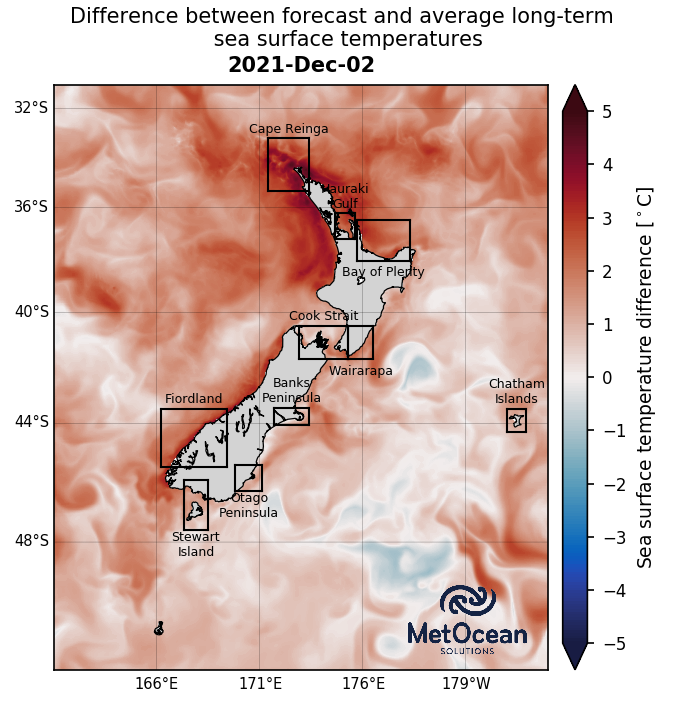 Difference between forecast and average long-term
sea surface temperatures
2021-Dec-02
32°S
36°S
40°S
44°S
48°S
166°E
171°E
176°E
179°W
Cape Reinga
Hauraki
Gulf
Bay of Plenty
Cook Strait
Wairarapa
Banks
Peninsula
Fiordland
Chatham
Islands
Otago
Peninsula
Stewart
Island
MetOcean
SOLUTIONS
5
4
3
2
1
0
−1
−2
−3
−4
−5
Sea surface temperature difference [°C]